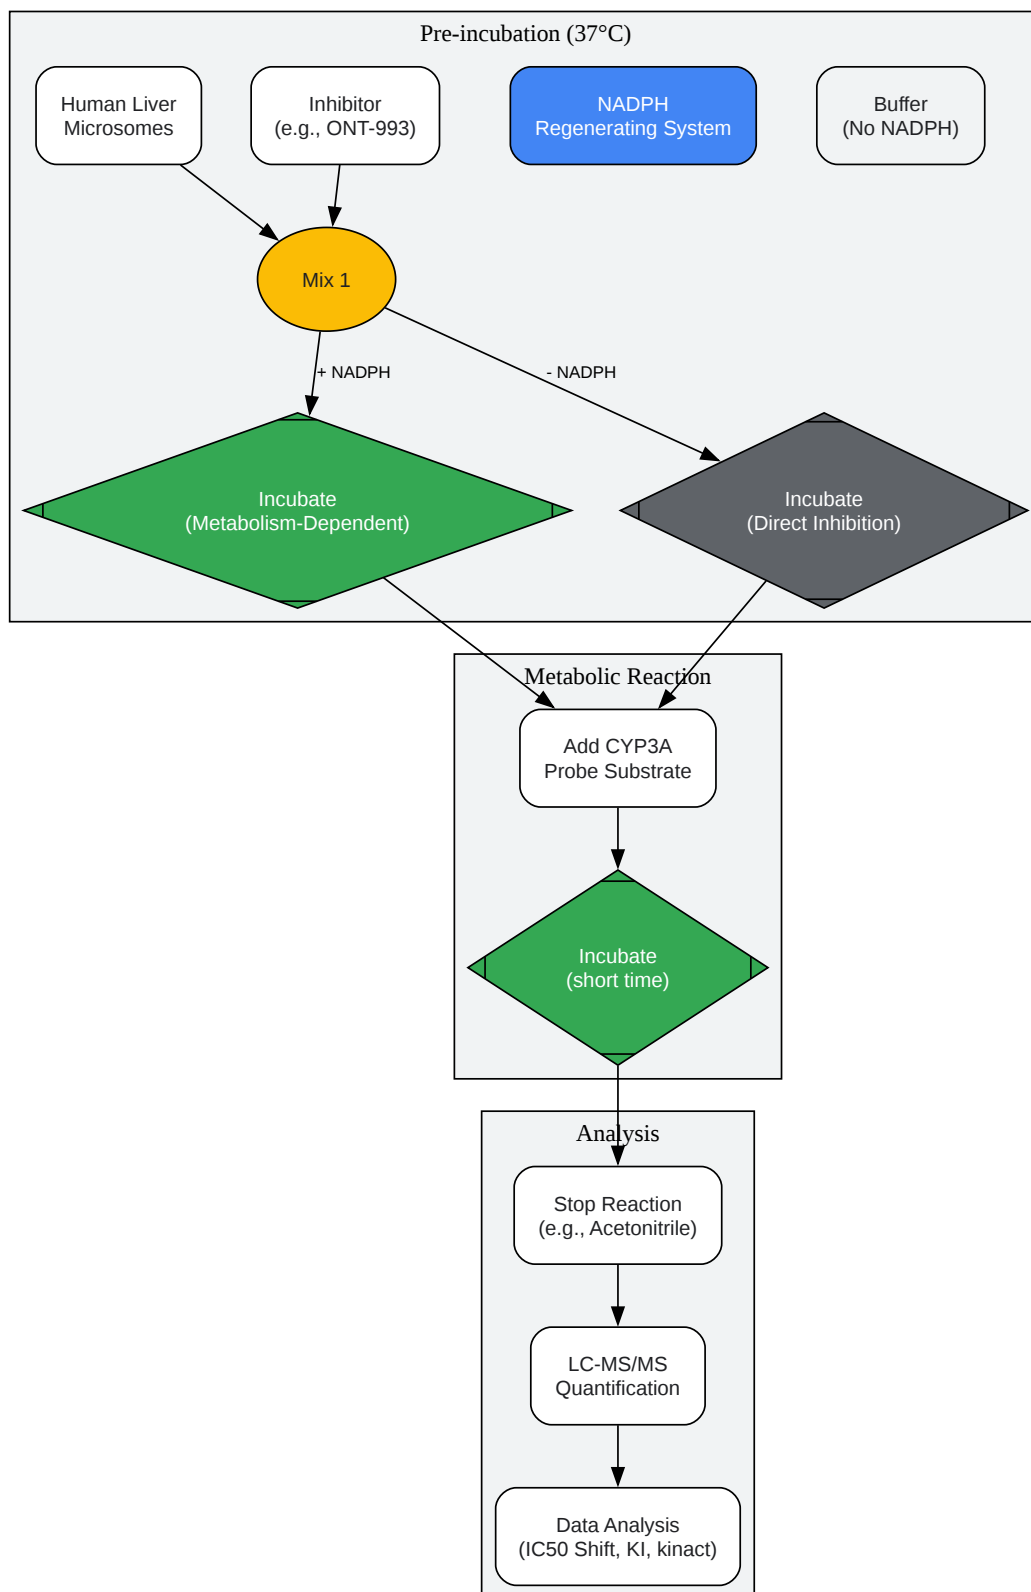 Pre-incubation (37°C)
Human Liver
Microsomes
Inhibitor
(e.g., ONT-993)
NADPH
Regenerating System
Buffer
(No NADPH)
Mix 1
+ NADPH
- NADPH
Incubate
(Metabolism-Dependent)
Incubate
(Direct Inhibition)
Metabolic Reaction
Add CYP3A
Probe Substrate
Incubate
(short time)
Analysis
Stop Reaction
(e.g., Acetonitrile)
LC-MS/MS
Quantification
Data Analysis
(IC50 Shift, KI, kinact)